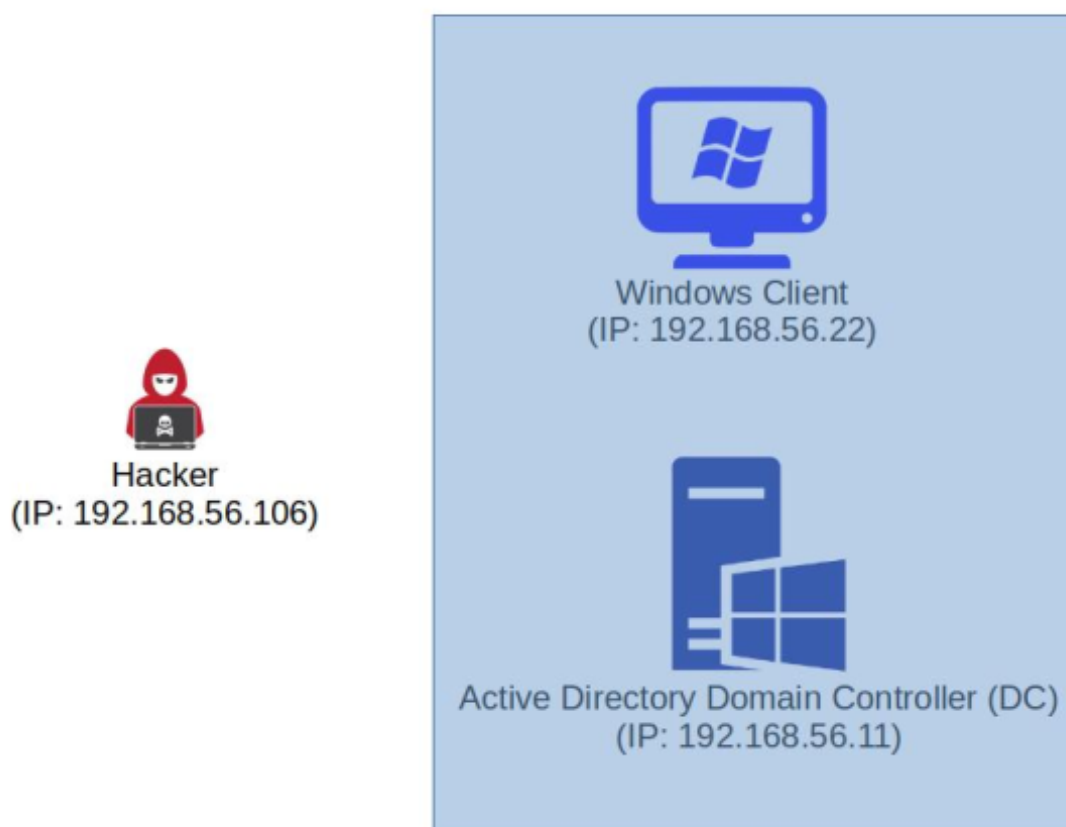 Windows Client
(IP: 192.168.56.22)
Hacker
(IP: 192.168.56.106)
Active Directory Domain Controller (DC)
(IP: 192.168.56.11)